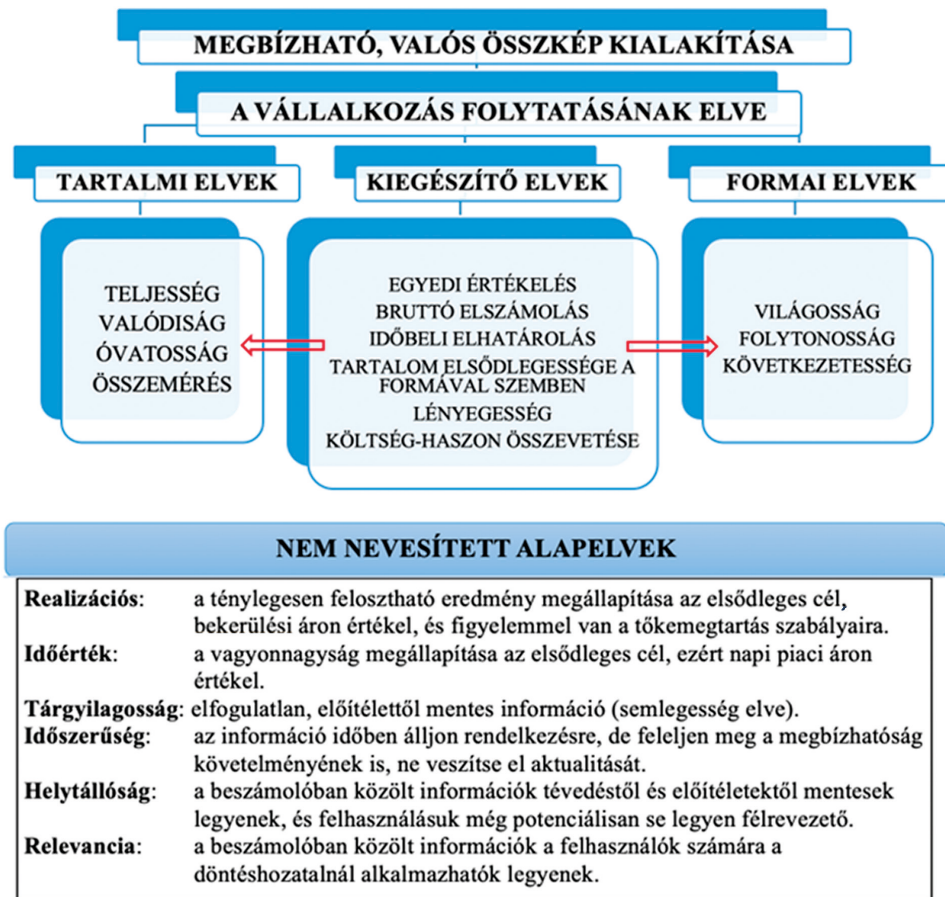 MEGBÍZHATÓ, VALÓS ÖSSZKÉP KIALAKÍTÁSA
A VÁLLALKOZÁS FOLYTATÁSÁNAK ELVE
TARTALMI ELVEK
KIEGÉSZÍTŐ ELVEK
FORMAI ELVEK
TELJESSÉG
VALÓDISÁG
ÓVATOSSÁG
ÖSSZEMÉRÉS
EGYEDI ÉRTÉKELÉS
BRUTTÓ ELSZÁMOLÁS
IDŐBELI ELHATÁROLÁS
TARTALOM ELSŐDLEGESSÉGE A
FORMÁVAL SZEMBEN
LÉNYEGESSÉG
KÖLTSÉG-HASZON ÖSSZEVETÉSE
VILÁGOSSÁG
FOLYTONOSSÁG
KÖVETKEZETESSÉG
NEM NEVESÍTETT ALAPELVEK
Realizációs: a ténylegesen felosztható eredmény megállapítása az elsődleges cél,
bekerülési áron értékel, és figyelemmel van a tőkemegtartás szabályaira.
Időérték: a vagyonnagyság megállapítása az elsődleges cél, ezért napi piaci áron
értékel.
Tárgyilagosság: elfogulatlan, előítélettől mentes információ (semlegesség elve).
Időszerűség: az információ időben álljon rendelkezésre, de feleljen meg a megbízhatóság
követelményének is, ne veszítse el aktualitását.
Helytállóság: a beszámolóban közölt információk tévedéstől és előítéletektől mentesek
legyenek, és felhasználásuk még potenciálisan se legyen félrevezető.
Relevancia: a beszámolóban közölt információk a felhasználók számára a
döntéshozatalnál alkalmazhatók legyenek.